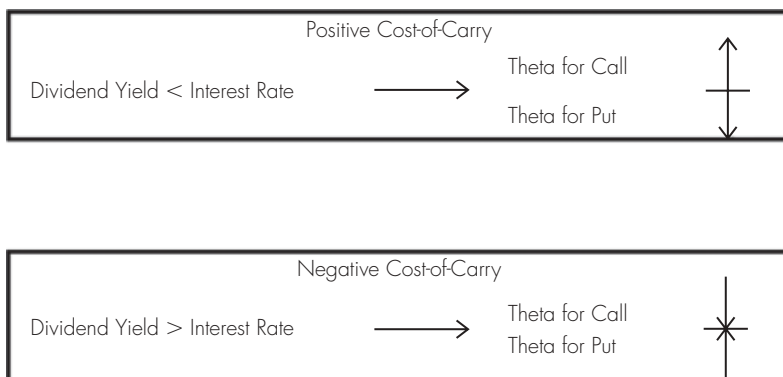 Positive Cost-of-Carry
Theta for Call
Dividend Yield < Interest Rate
Theta for Put
Negative Cost-of-Carry
Theta for Call
Dividend Yield > Interest Rate
Theta for Put